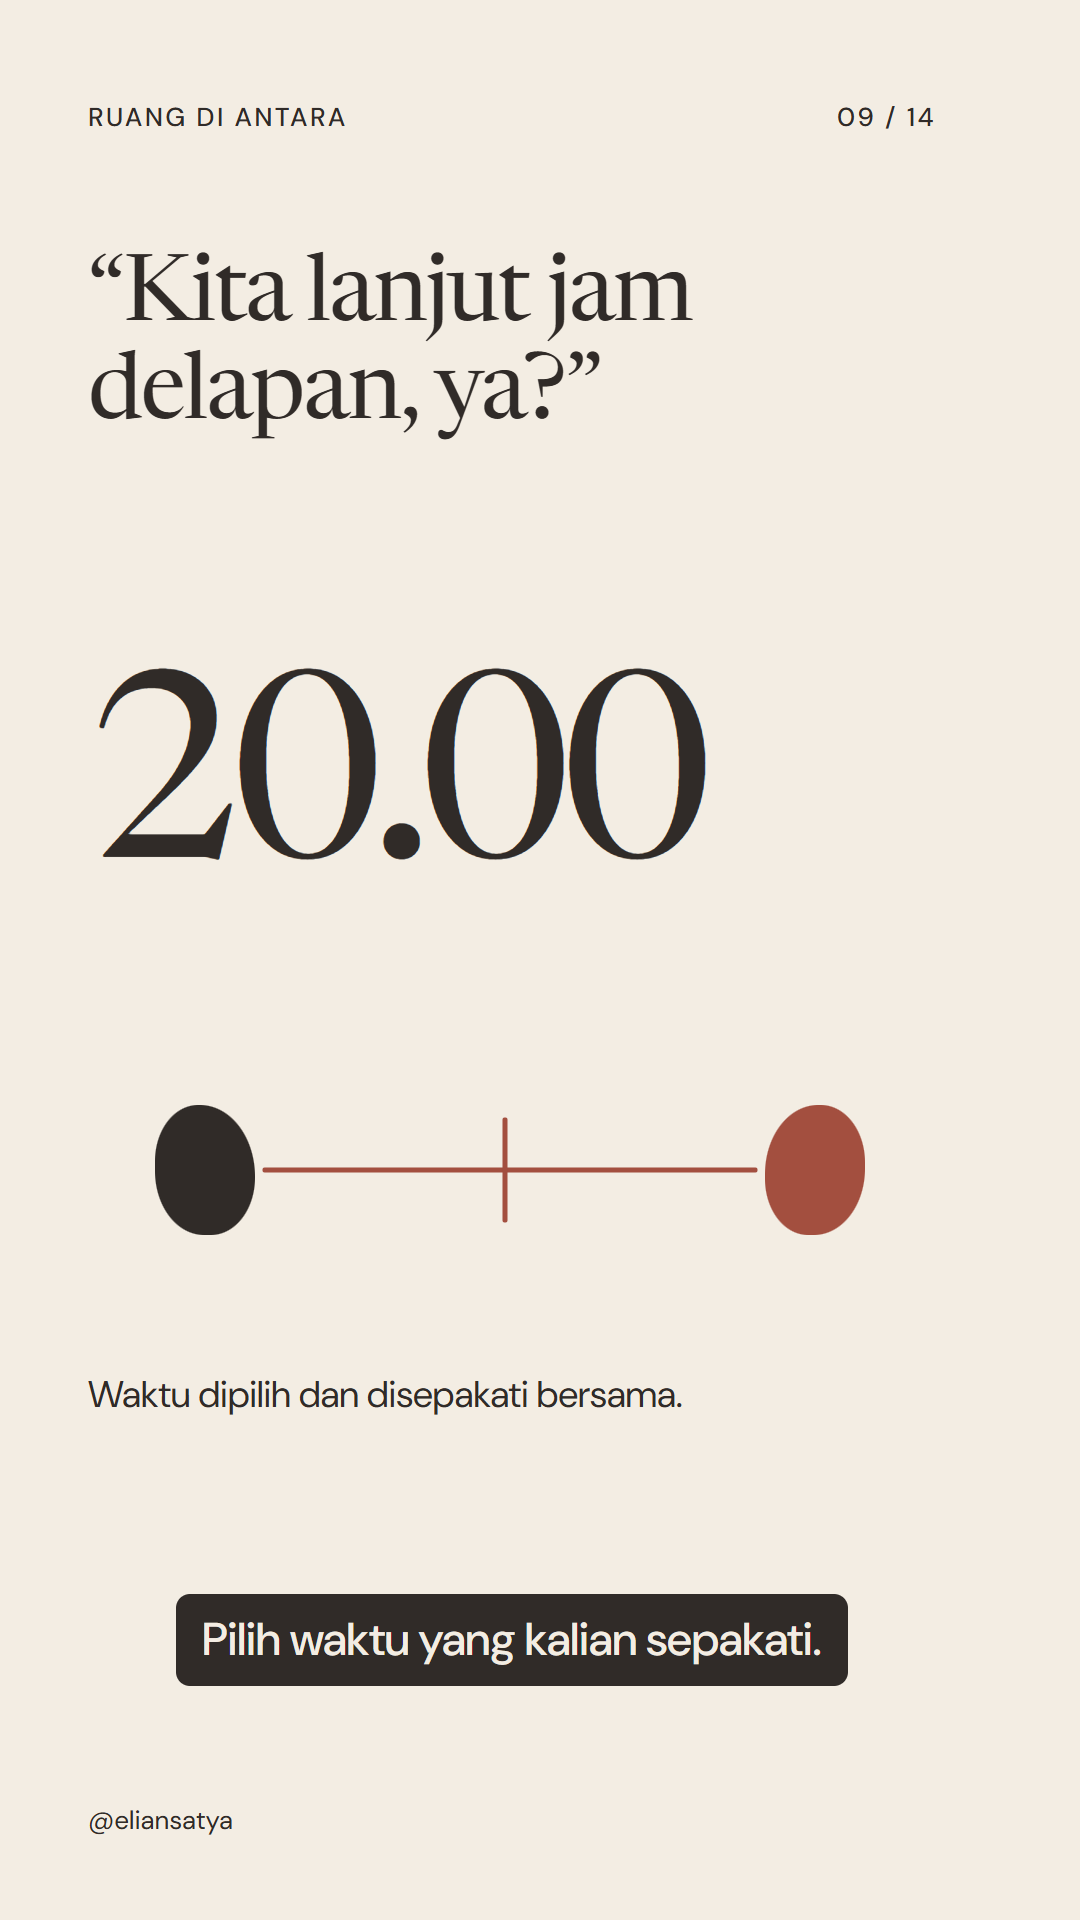 RUANG DI ANTARA
09 / 14
“Kita lanjut jam
delapan, ya?”
20.00
Waktu dipilih dan disepakati bersama.
Pilih waktu yang kalian sepakati.
@eliansatya